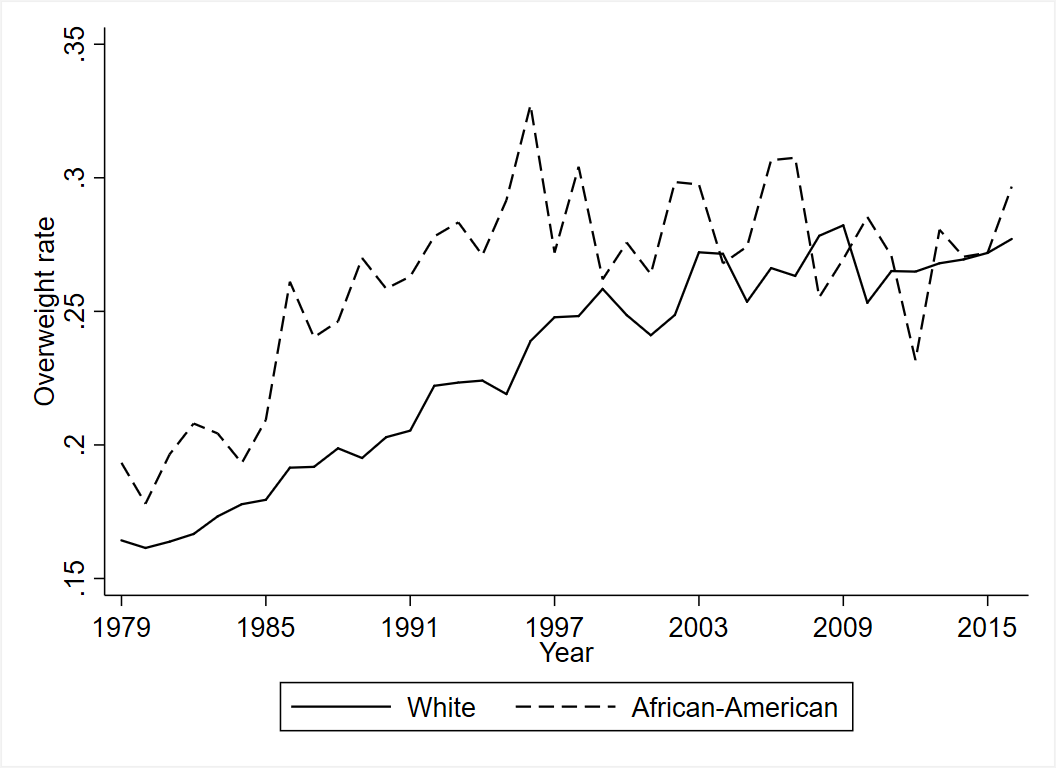 .35
.3
.25
.2
.15
Overweight rate
1979 1985 1991 1997 2003 2009 2015
Year
White African-American